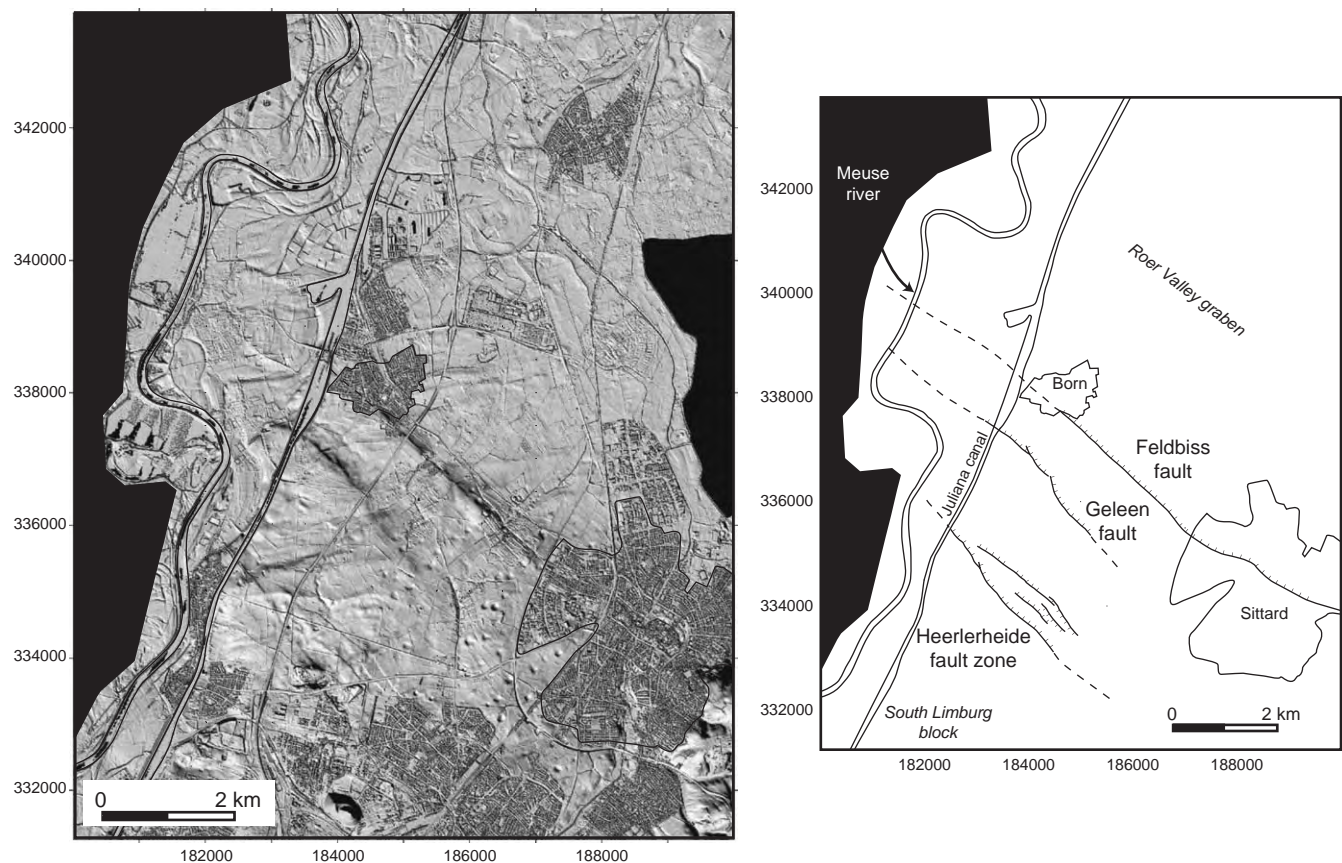 342000
340000
338000
336000
334000
332000
0 2 km
182000 184000 186000 188000
342000
340000
338000
336000
334000
332000
Meuse
river
Roer Valley graben
Born
Juliana canal
Feldbiss
fault
Geleen
fault
Sittard
Heerlerheide
fault zone
South Limburg
block
0 2 km
182000 184000 186000 188000